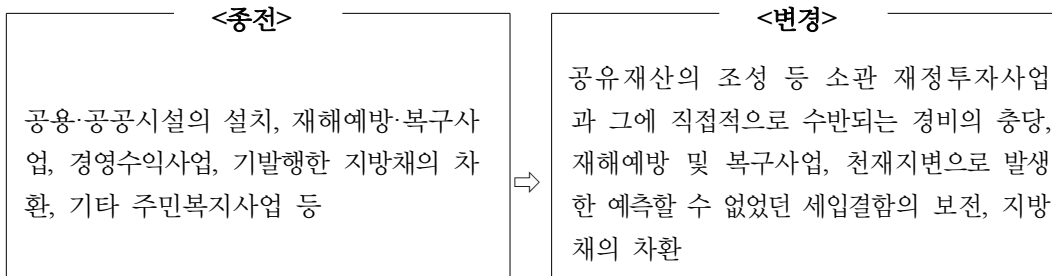 <종전>
공용·공공시설의 설치, 재해예방·복구사
업, 경영수익사업, 기발행한 지방채의 차
환, 기타 주민복지사업 등
⇨
<변경>
공유재산의 조성 등 소관 재정투자사업
과 그에 직접적으로 수반되는 경비의 충당,
재해예방 및 복구사업, 천재지변으로 발생
한 예측할 수 없었던 세입결함의 보전, 지방
채의 차환